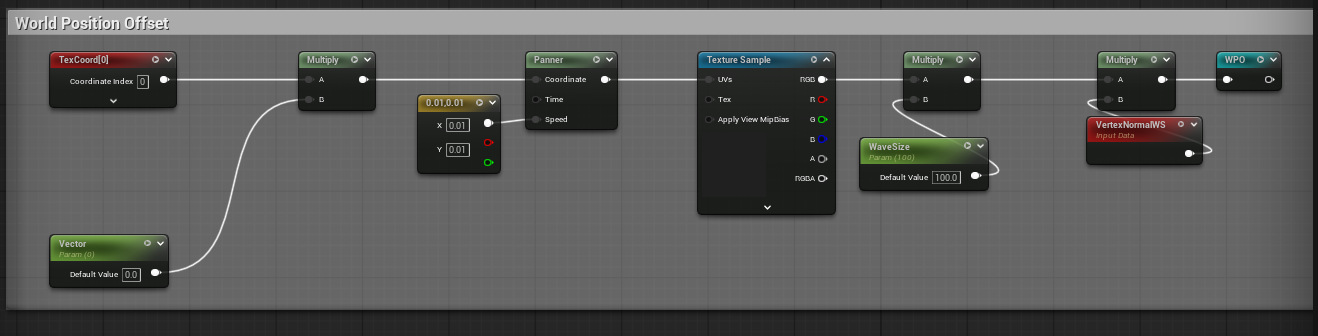 World Position Offset
TexCoord[0]
Coordinate Index 0
Multiply
A
B
Panner
Coordinate
Time
Speed
0.01,0.01
X 0.01
Y 0.01
Texture Sample
UVs RGB
Tex R
Apply View MipBias G
B
A
RGBA
Multiply
A
B
WaveSize
Param (100)
Default Value 100.0
Multiply
A
B
VertexNormalWS
Input Data
WPO
Vector
Param (0)
Default Value 0.0